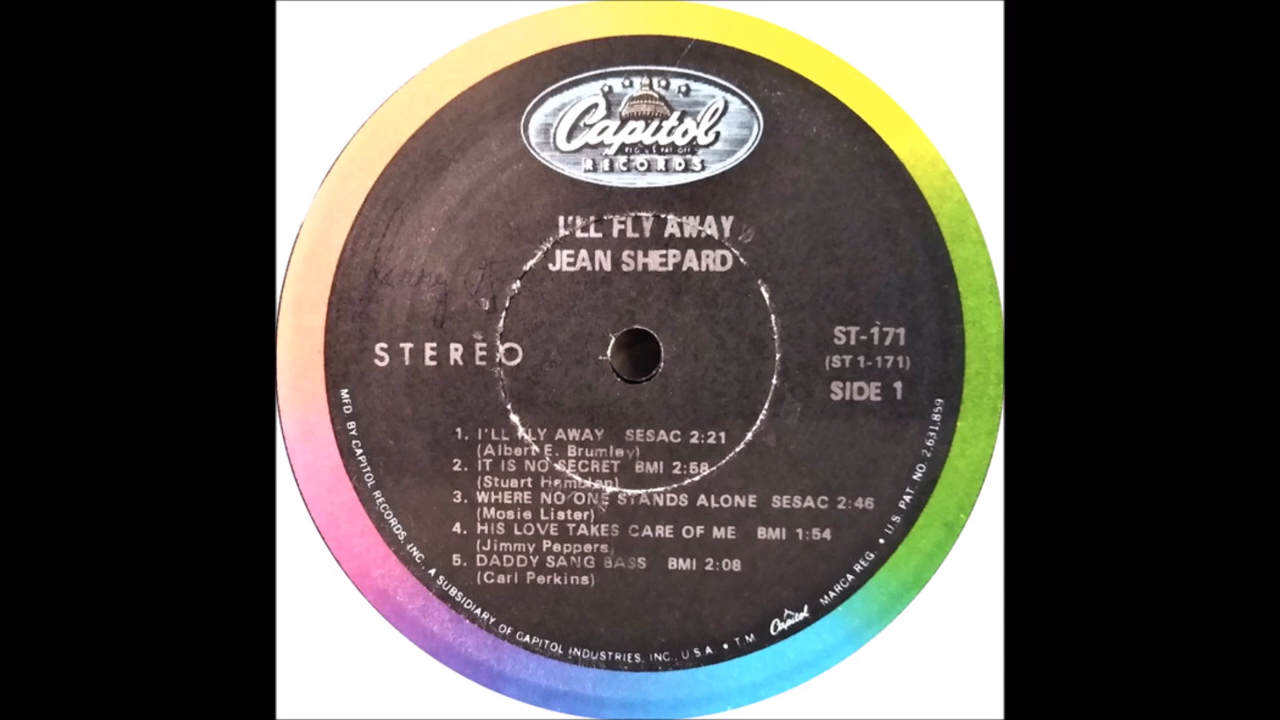 Capitol
REG. U.S. PAT. OFF.
RECORDS
I'LL FLY AWAY
JEAN SHEPARD
STEREO
ST-171
(ST 1-171)
SIDE 1
1. I'LL FLY AWAY SESAC 2:21
(Albert E. Brumley)
2. IT IS NO SECRET BMI 2:58
(Stuart Hamblen)
3. WHERE NO ONE STANDS ALONE SESAC 2:46
(Mosie Lister)
4. HIS LOVE TAKES CARE OF ME BMI 1:54
(Jimmy Peppers)
5. DADDY SANG BASS BMI 2:08
(Carl Perkins)
MFD. BY CAPITOL RECORDS, INC., A SUBSIDIARY OF CAPITOL INDUSTRIES, INC., U.S.A. • T.M. Capitol MARCA REG. • U.S. PAT. NO. 2,631,859